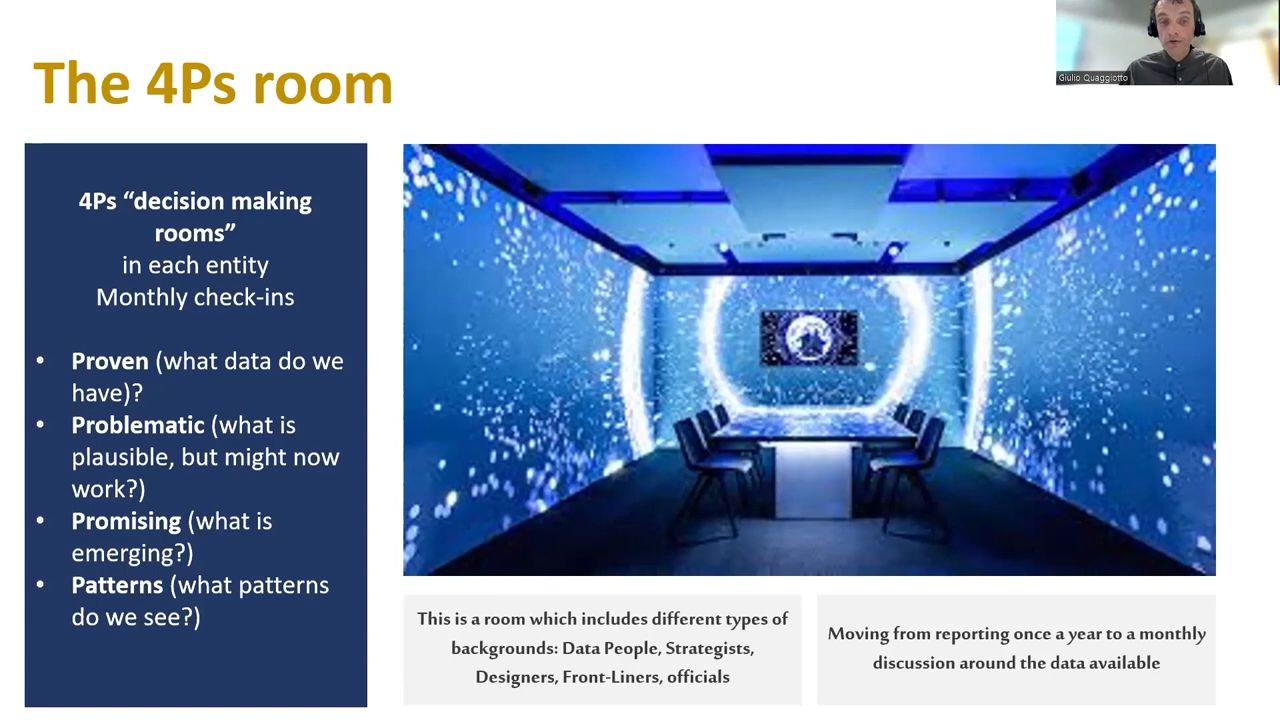 The 4Ps room
Giulio Quaggiotto
4Ps “decision making
rooms”
in each entity
Monthly check-ins
• Proven (what data do we
have)?
• Problematic (what is
plausible, but might now
work?)
• Promising (what is
emerging?)
• Patterns (what patterns
do we see?)
This is a room which includes different types of
backgrounds: Data People, Strategists,
Designers, Front-Liners, officials
Moving from reporting once a year to a monthly
discussion around the data available